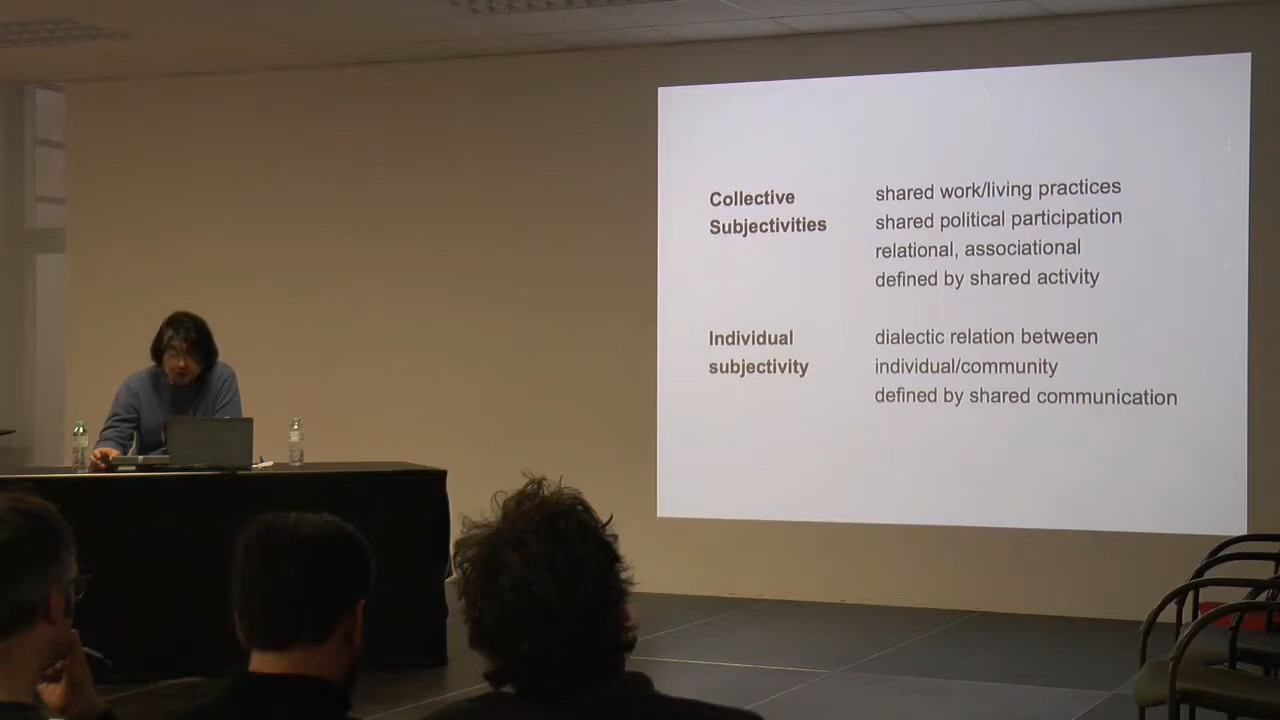 Collective
Subjectivities
shared work/living practices
shared political participation
relational, associational
defined by shared activity
Individual
subjectivity
dialectic relation between
individual/community
defined by shared communication